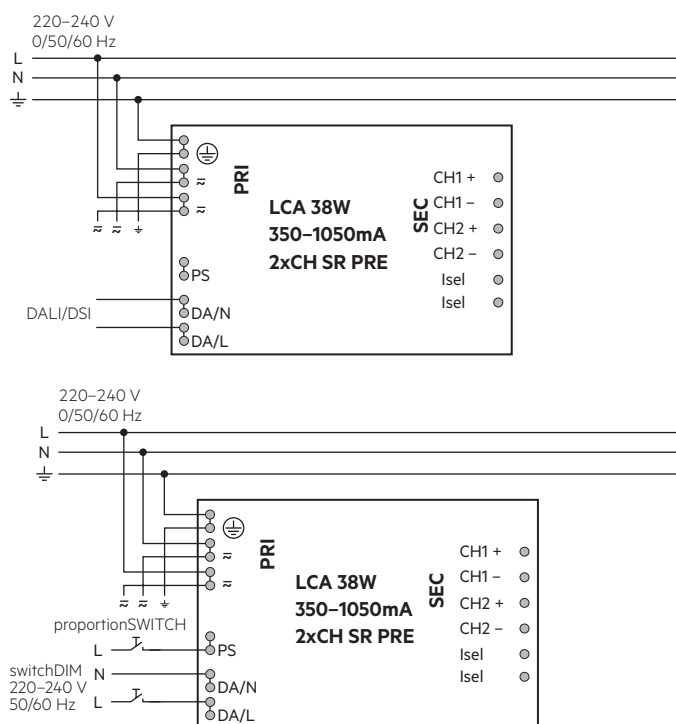 220–240 V
0/50/60 Hz
L
N
PRI
LCA 38W
350–1050mA
2xCH SR PRE
SEC
CH1 +
CH1 –
CH2 +
CH2 –
Isel
Isel
PS
DALI/DSI
DA/N
DA/L
220–240 V
0/50/60 Hz
L
N
PRI
LCA 38W
350–1050mA
2xCH SR PRE
SEC
CH1 +
CH1 –
CH2 +
CH2 –
Isel
Isel
proportionSWITCH
L
PS
switchDIM N
220–240 V
50/60 Hz L
DA/N
DA/L